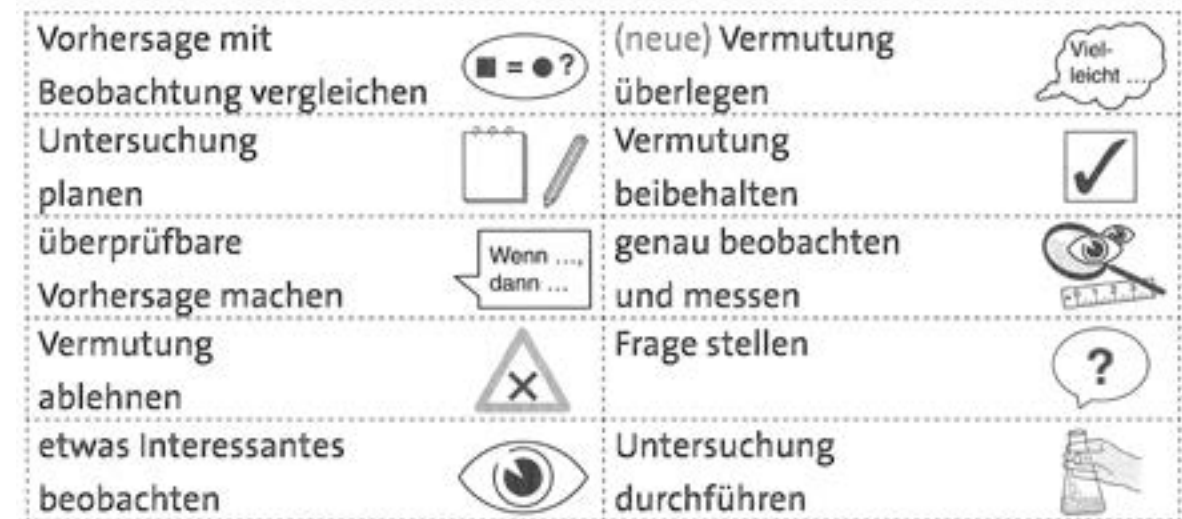 Vorhersage mit
Beobachtung vergleichen
■ = ● ?
(neue) Vermutung
überlegen
Viel-
leicht ...
Untersuchung
planen
Vermutung
beibehalten
überprüfbare
Vorhersage machen
Wenn ...,
dann ...
genau beobachten
und messen
Vermutung
ablehnen
Frage stellen
?
etwas Interessantes
beobachten
Untersuchung
durchführen